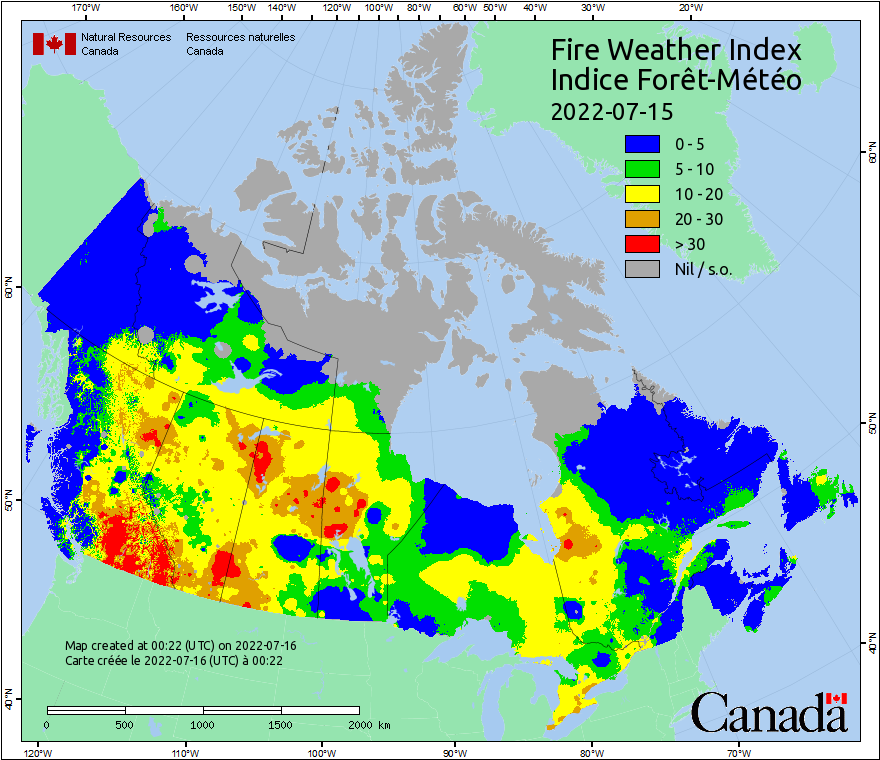 170°W 160°W 150°W 140°W 120°W 100°W 80°W 60°W 50°W 40°W 30°W 20°W
Natural Resources Ressources naturelles
Canada Canada
Fire Weather Index
Indice Forêt-Météo
2022-07-15
0 - 5
5 - 10
10 - 20
20 - 30
> 30
Nil / s.o.
60°N
60°N
50°N
50°N
40°N
40°N
Map created at 00:22 (UTC) on 2022-07-16
Carte créée le 2022-07-16 (UTC) à 00:22
0 500 1000 1500 2000 km
Canada
120°W 110°W 100°W 90°W 80°W 70°W